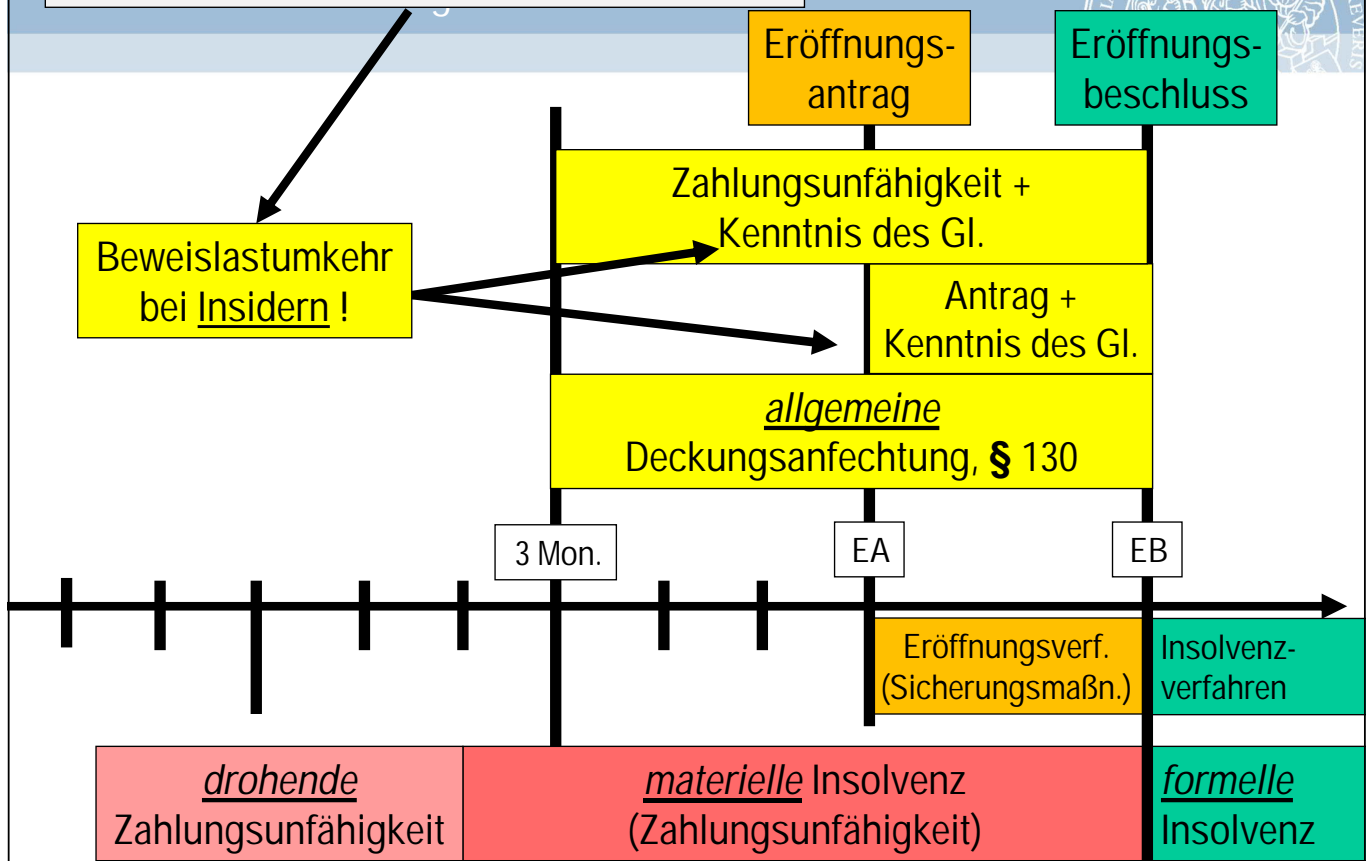 Eröffnungs-
antrag
Eröffnungs-
beschluss
Zahlungsunfähigkeit +
Kenntnis des Gl.
Beweislastumkehr
bei Insidern !
Antrag +
Kenntnis des Gl.
allgemeine
Deckungsanfechtung, § 130
3 Mon.
EA
EB
Eröffnungsverf.
(Sicherungsmaßn.)
Insolvenz-
verfahren
drohende
Zahlungsunfähigkeit
materielle Insolvenz
(Zahlungsunfähigkeit)
formelle
Insolvenz